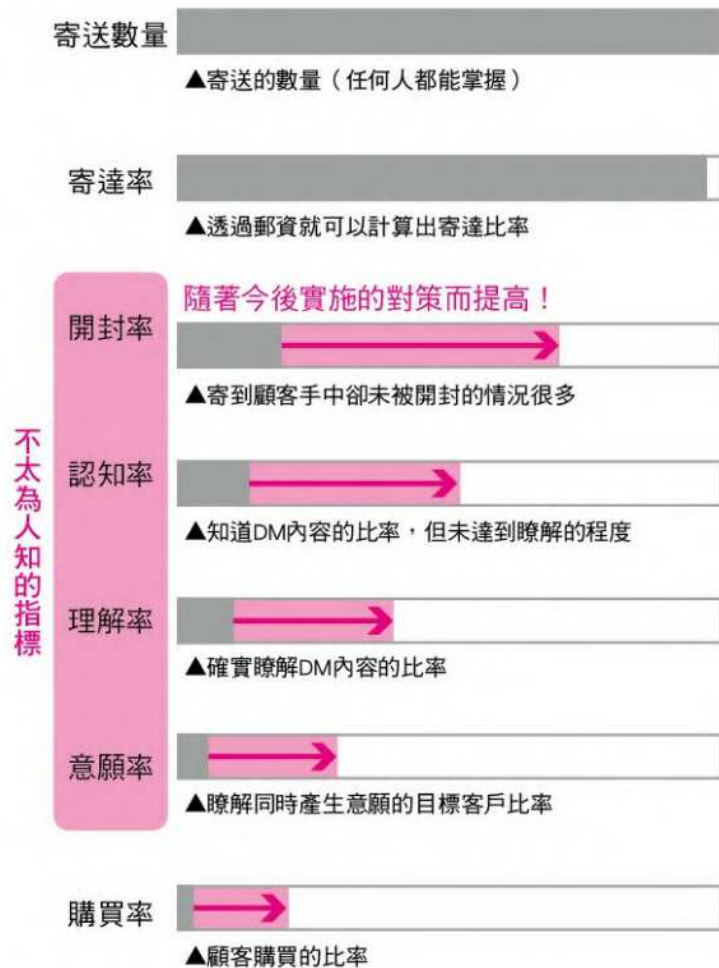 寄送數量
▲寄送的數量（任何人都能掌握）
寄達率
▲透過郵資就可以計算出寄達比率
不太為人知的指標
隨著今後實施的對策而提高！
開封率
▲寄到顧客手中卻未被開封的情況很多
認知率
▲知道DM內容的比率，但未達到瞭解的程度
理解率
▲確實瞭解DM內容的比率
意願率
▲瞭解同時產生意願的目標客戶比率
購買率
▲顧客購買的比率